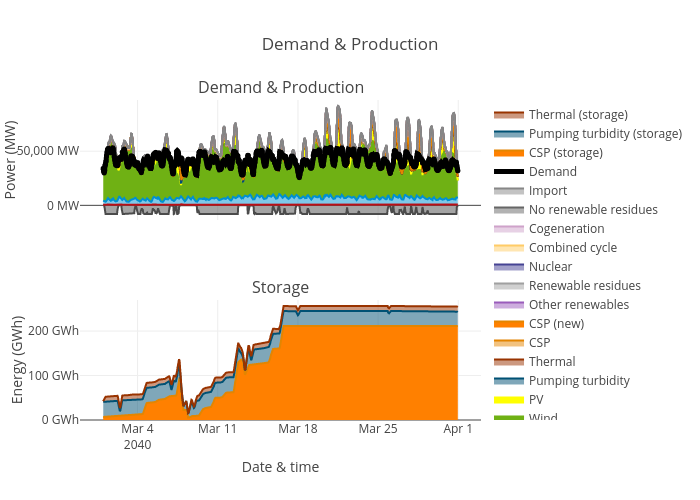 Demand & Production
Demand & Production
Power (MW)
50,000 MW
0 MW
Storage
Energy (GWh)
200 GWh
100 GWh
0 GWh
Mar 4
2040
Mar 11
Mar 18
Mar 25
Apr 1
Date & time
Thermal (storage)
Pumping turbidity (storage)
CSP (storage)
Demand
Import
No renewable residues
Cogeneration
Combined cycle
Nuclear
Renewable residues
Other renewables
CSP (new)
CSP
Thermal
Pumping turbidity
PV
Wind